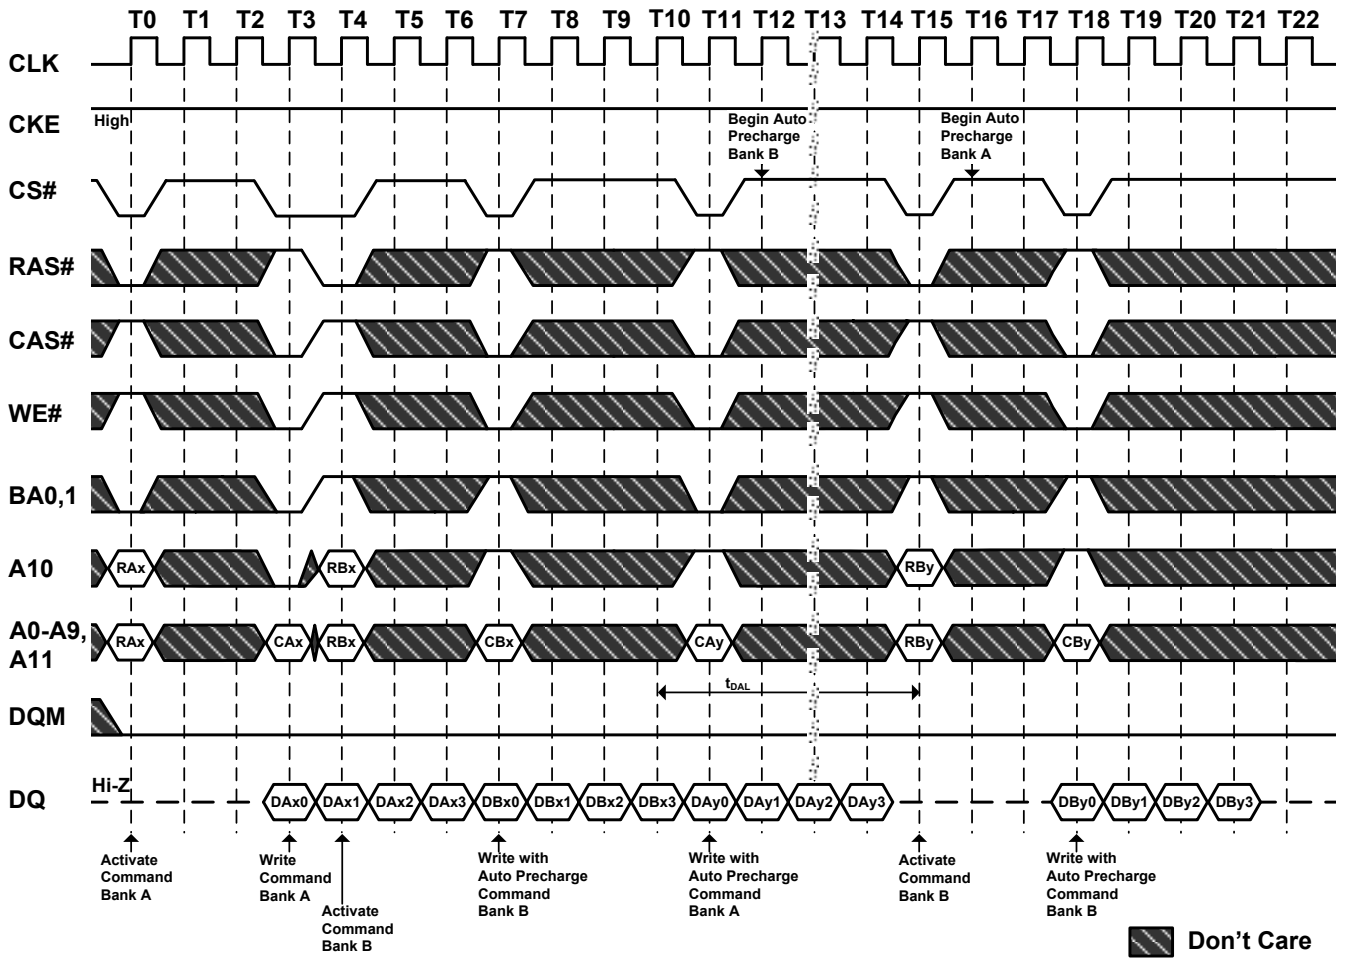 T0 T1 T2 T3 T4 T5 T6 T7 T8 T9 T10 T11 T12 T13 T14 T15 T16 T17 T18 T19 T20 T21 T22
CLK
CKE
High
Begin Auto
Precharge
Bank B
Begin Auto
Precharge
Bank A
CS#
RAS#
CAS#
WE#
BA0,1
A10
RAx RBx RBy
A0-A9,
A11
RAx CAx RBx CBx CAy RBy CBy
tDAL
DQM
DQ
Hi-Z
DAx0 DAx1 DAx2 DAx3 DBx0 DBx1 DBx2 DBx3 DAy0 DAy1 DAy2 DAy3 DBy0 DBy1 DBy2 DBy3
Activate
Command
Bank A
Write
Command
Bank A
Activate
Command
Bank B
Write with
Auto Precharge
Command
Bank B
Write with
Auto Precharge
Command
Bank A
Activate
Command
Bank B
Write with
Auto Precharge
Command
Bank B
Don't Care